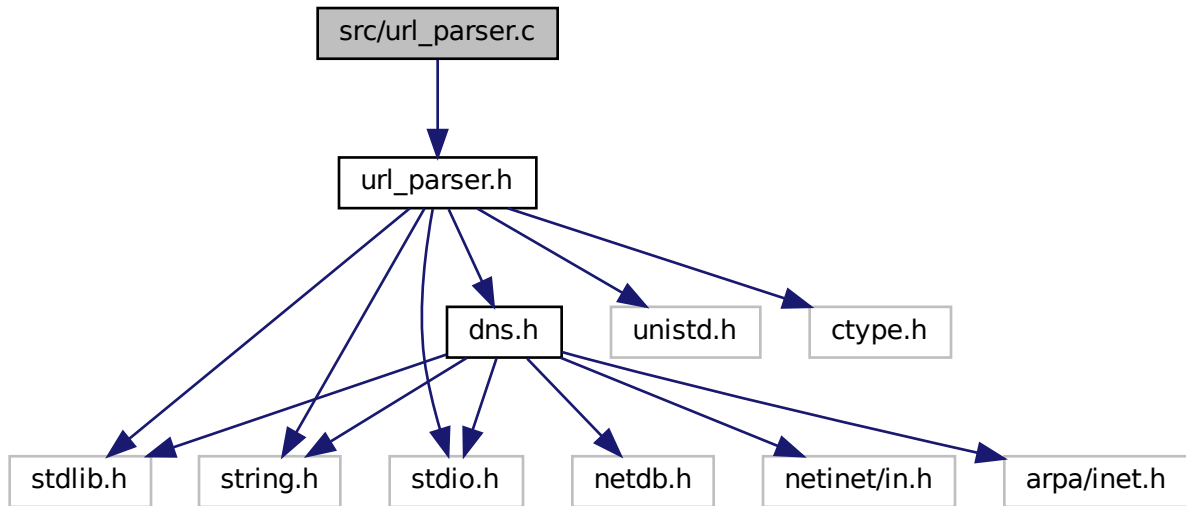 src/url_parser.c
url_parser.h
dns.h
unistd.h
ctype.h
stdlib.h
string.h
stdio.h
netdb.h
netinet/in.h
arpa/inet.h